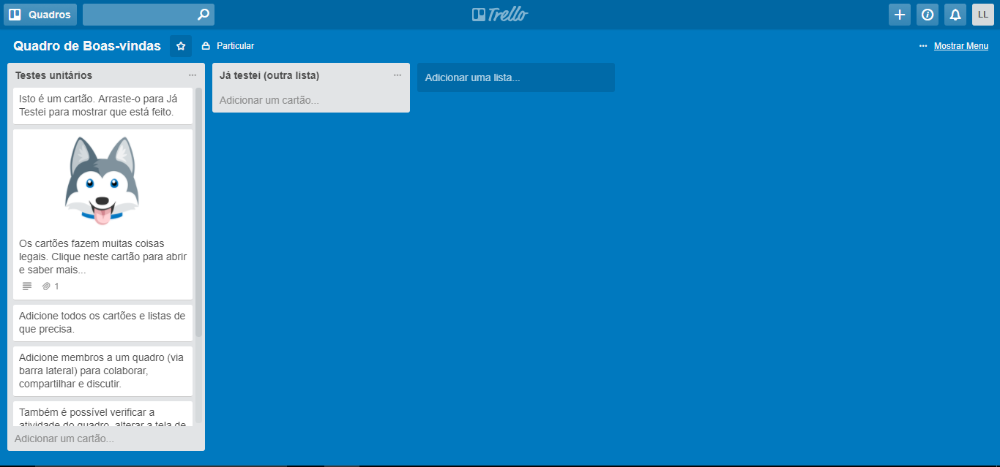 Quadros
Trello
LL
Quadro de Boas-vindas
Particular
... Mostrar Menu
Testes unitários ...
Isto é um cartão. Arraste-o para Já
Testei para mostrar que está feito.
Os cartões fazem muitas coisas
legais. Clique neste cartão para abrir
e saber mais...
1
Adicione todos os cartões e listas de
que precisa.
Adicione membros a um quadro (via
barra lateral) para colaborar,
compartilhar e discutir.
Também é possível verificar a
atividade do quadro, alterar a tela de
Adicionar um cartão...
Já testei (outra lista) ...
Adicionar um cartão...
Adicionar uma lista...